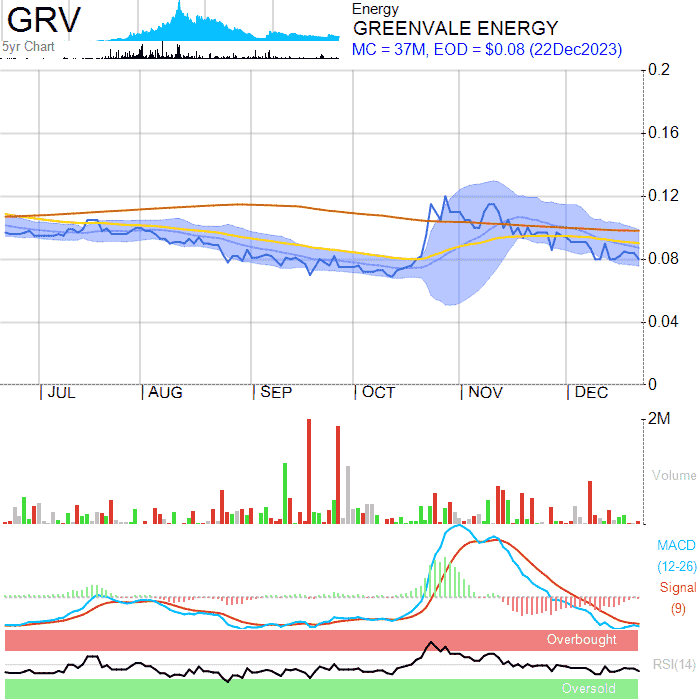 GRV
5yr Chart
Energy
GREENVALE ENERGY
MC = 37M, EOD = $0.08 (22Dec2023)
0.2
0.16
0.12
0.08
0.04
0
JUL AUG SEP OCT NOV DEC
2M
Volume
MACD
(12-26)
Signal
(9)
Overbought
RSI(14)
Oversold